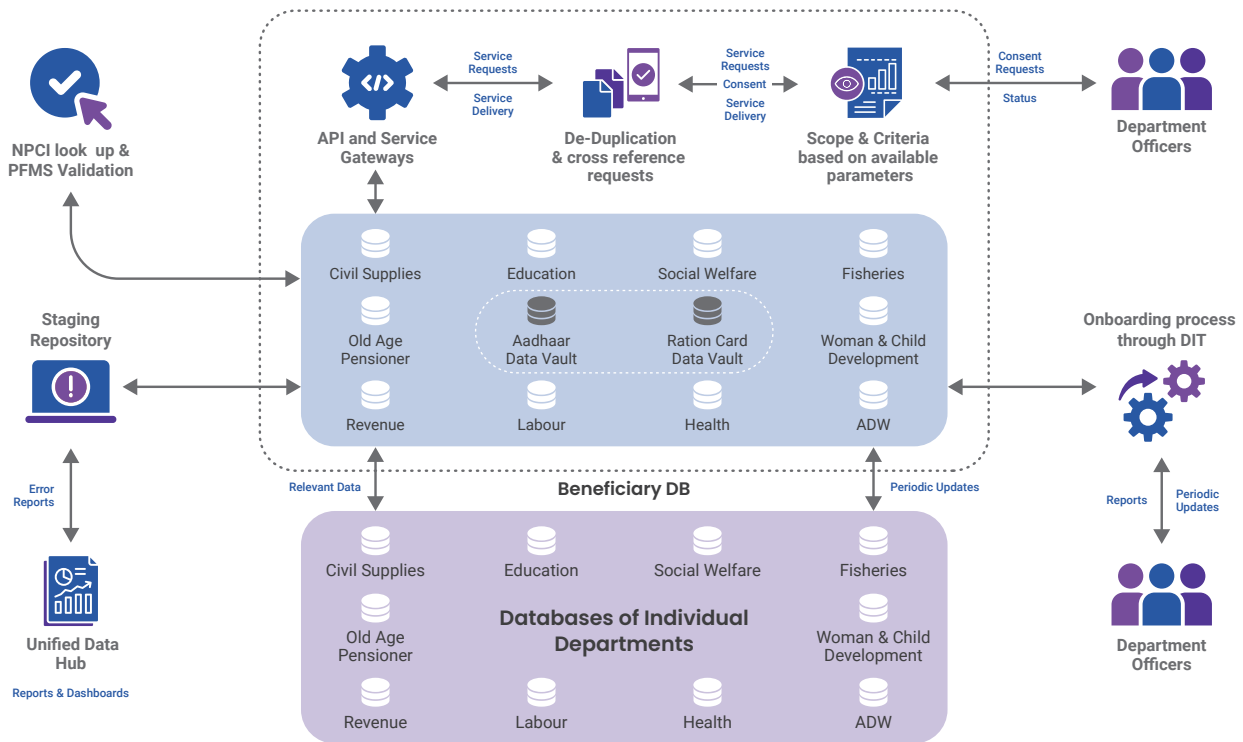 Service
Requests
Service
Delivery
Service
Requests
Consent
Service
Delivery
Consent
Requests
Status
NPCI look up &
PFMS Validation
API and Service
Gateways
De-Duplication
& cross reference
requests
Scope & Criteria
based on available
parameters
Department
Officers
Civil Supplies
Education
Social Welfare
Fisheries
Staging
Repository
Old Age
Pensioner
Aadhaar
Data Vault
Ration Card
Data Vault
Woman & Child
Development
Onboarding process
through DIT
Revenue
Labour
Health
ADW
Error
Reports
Relevant Data
Beneficiary DB
Periodic Updates
Reports
Periodic
Updates
Civil Supplies
Education
Social Welfare
Fisheries
Databases of Individual
Departments
Old Age
Pensioner
Woman & Child
Development
Revenue
Labour
Health
ADW
Unified Data
Hub
Reports & Dashboards
Department
Officers